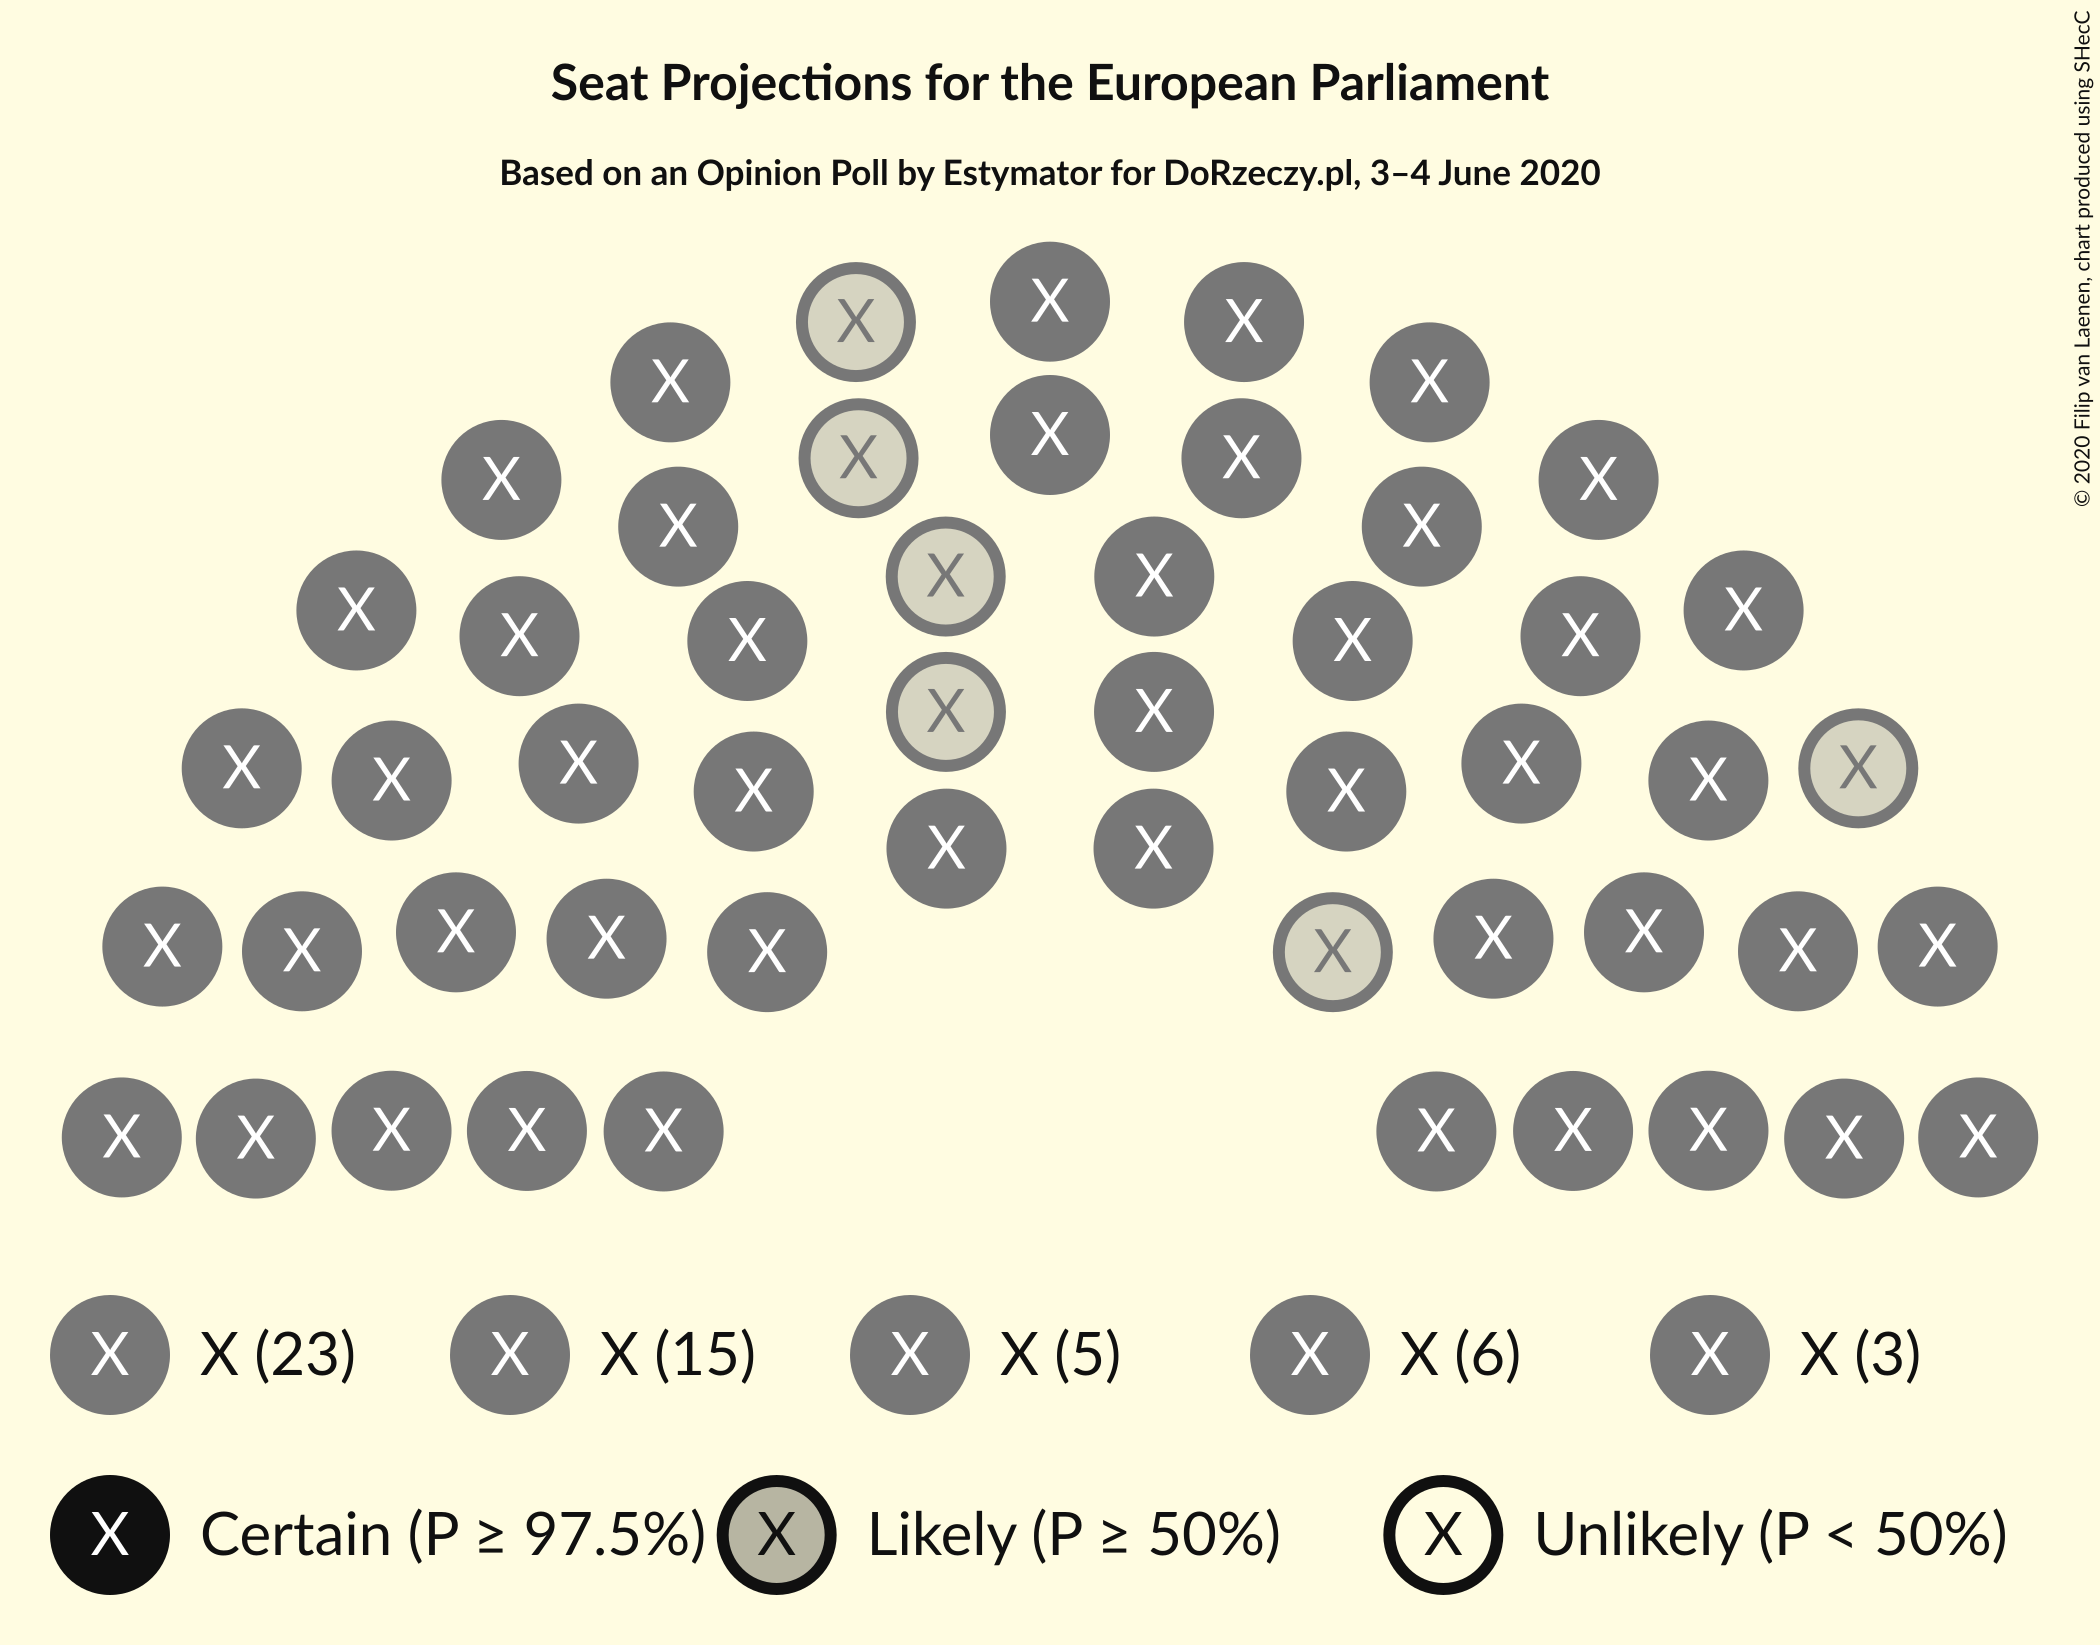 Seat Projections for the European Parliament
Based on an Opinion Poll by Estymator for DoRzeczy.pl, 3–4 June 2020
© 2020 Filip van Laenen, chart produced using SHecC
X X X
X X
X X X
X X
X X
X X
X X X X X X
X X
X X X X X X X X
X X
X X X X X X X X X X
X X X X X X X X X X
X X (23) X X (15) X X (5) X X (6) X X (3)
X Certain (P ≥ 97.5%) X Likely (P ≥ 50%) X Unlikely (P < 50%)